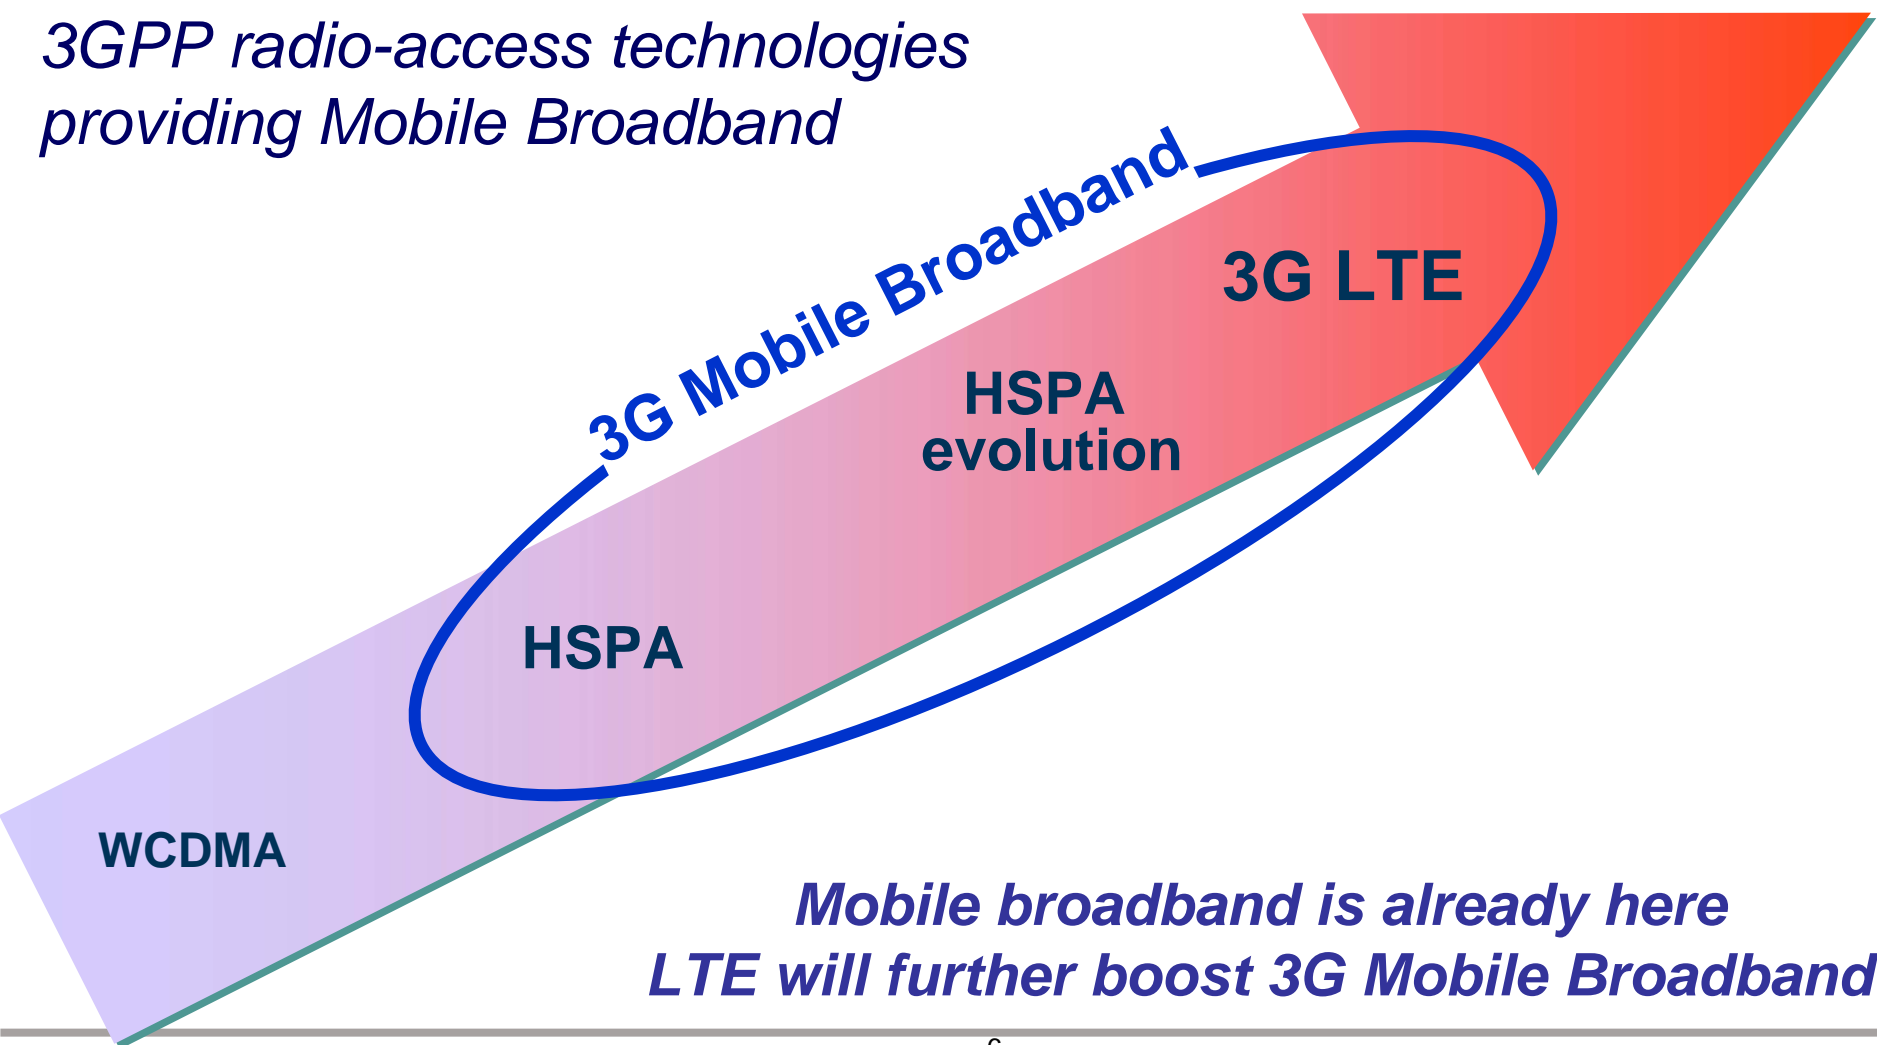 3GPP radio-access technologies
providing Mobile Broadband
3G Mobile Broadband
3G LTE
HSPA
evolution
HSPA
WCDMA
Mobile broadband is already here
LTE will further boost 3G Mobile Broadband